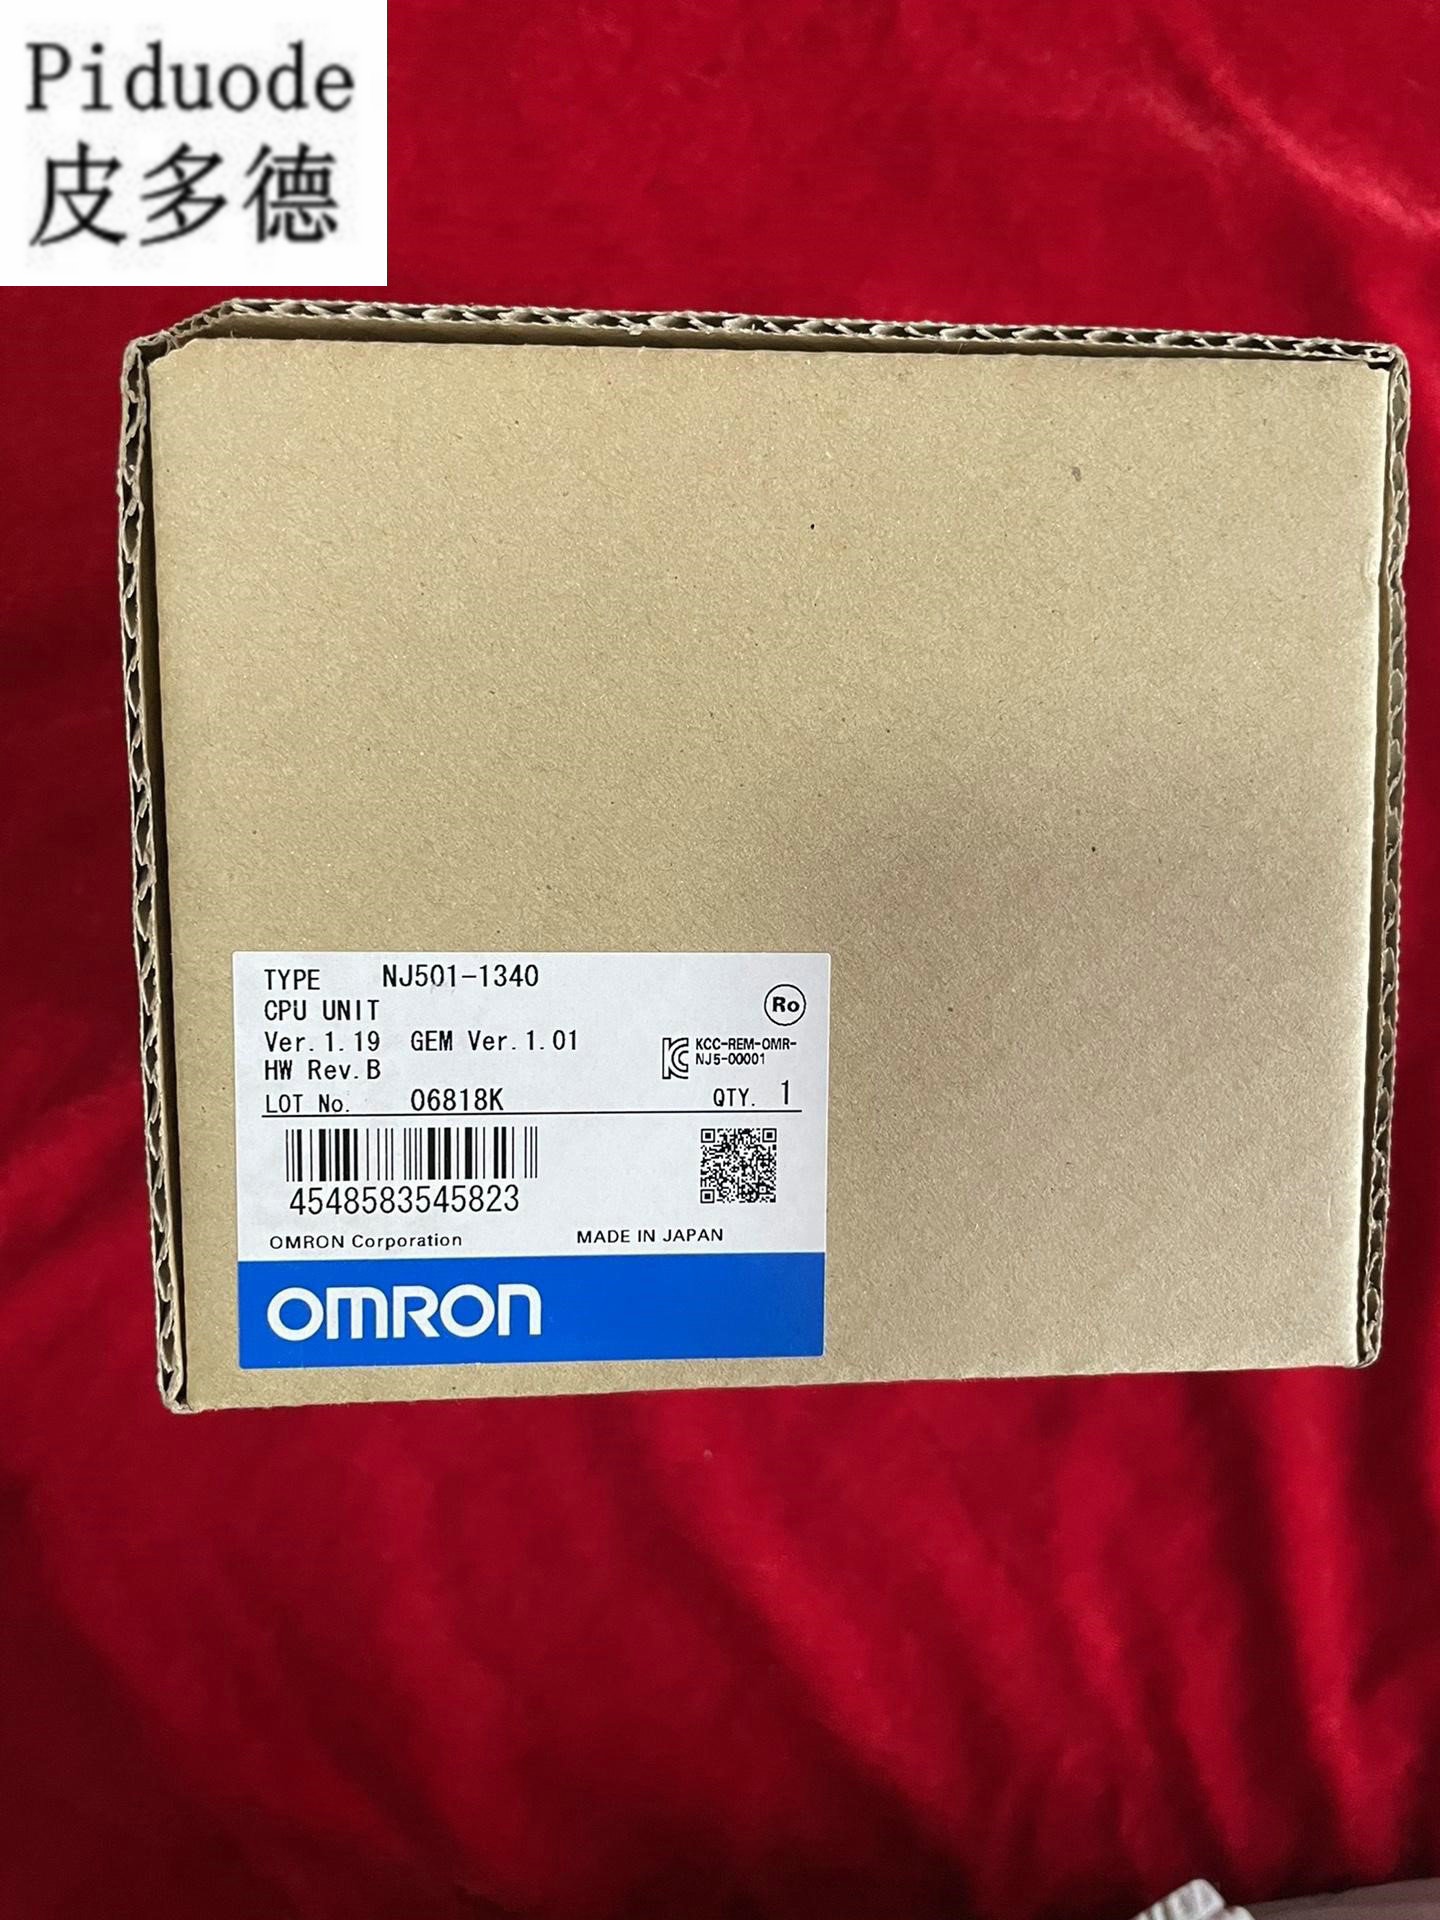 Piduode
皮多德
TYPE NJ501-1340
CPU UNIT
Ver.1.19 GEM Ver.1.01
HW Rev.B
LOT No. 06818K
Ro
KCC-REM-OMR-
NJ5-00001
QTY. 1
4548583545823
OMRON Corporation MADE IN JAPAN
OMRON